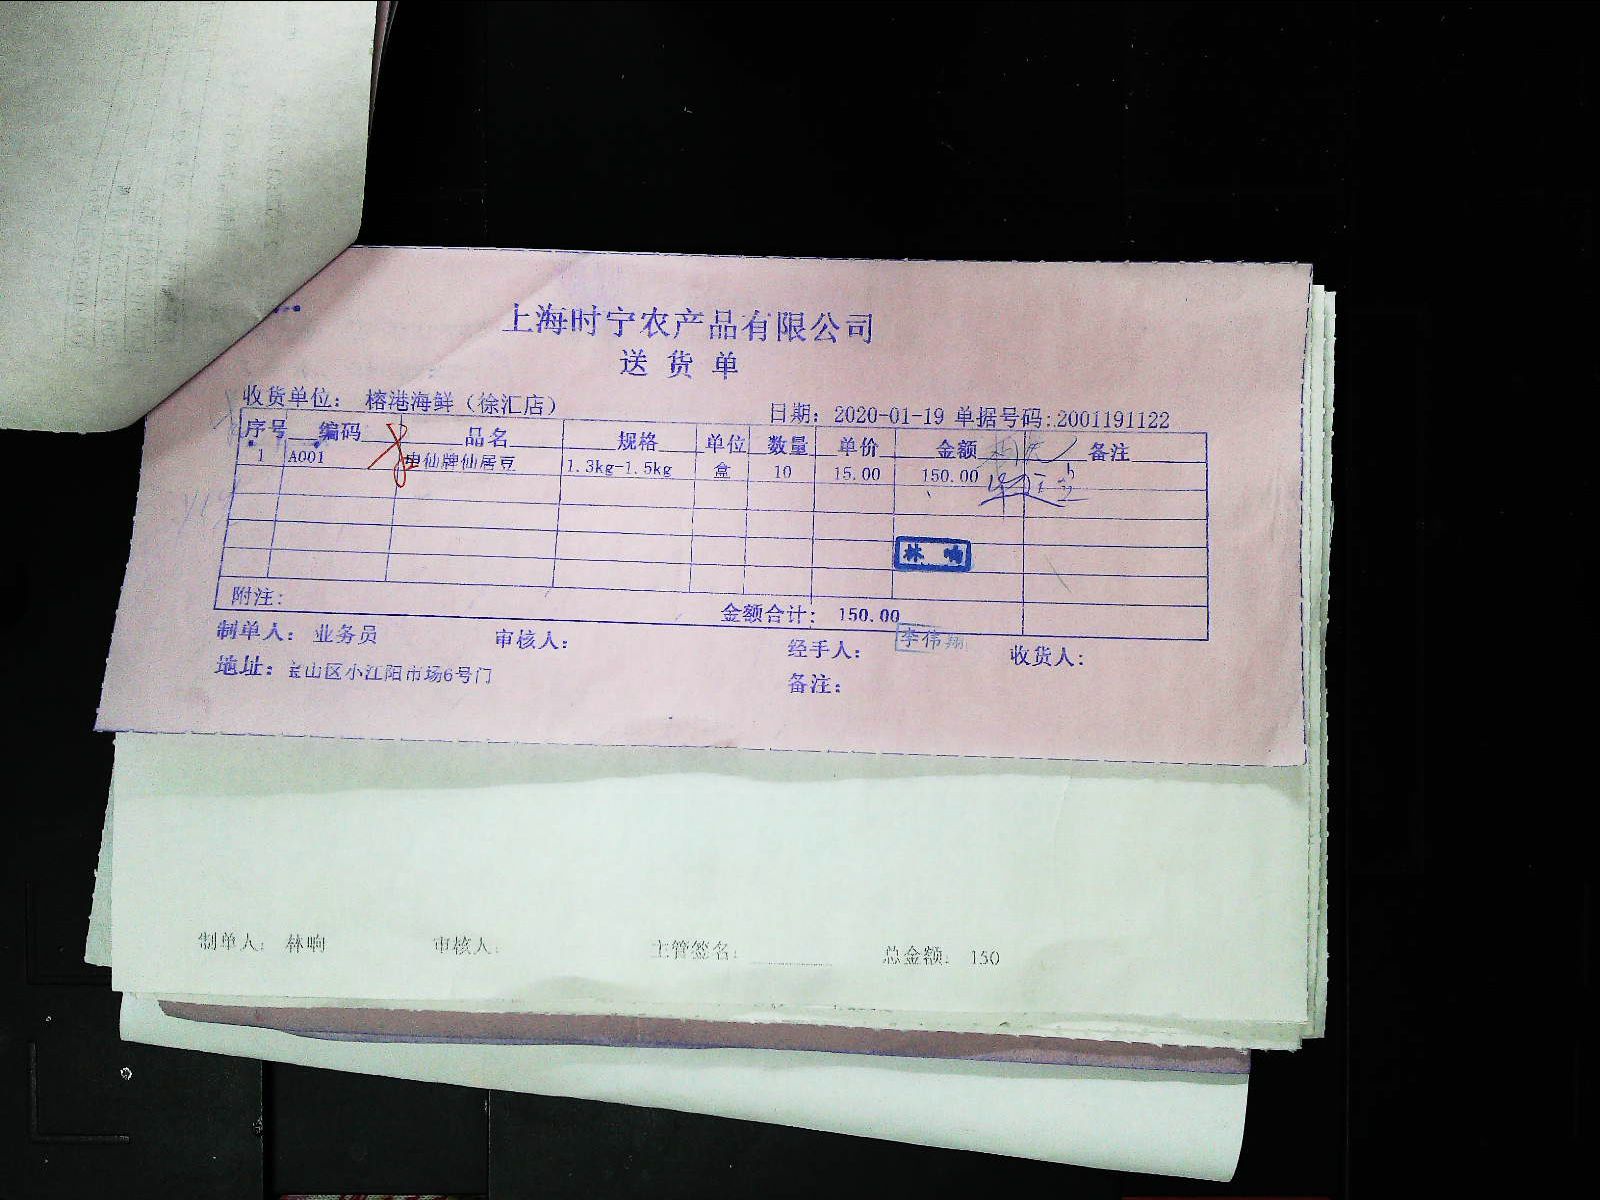 上海时宁农产品有限公司
送货单
收货单位: 榕港海鲜(徐汇店) 日期: 2020-01-19 单据号码:2001191122
序号 编码 品名 规格 单位 数量 单价 金额 备注
1 A001 仙牌仙居豆 1.3kg-1.5kg 盒 10 15.00 150.00
林响
附注: 金额合计: 150.00
制单人: 业务员 审核人: 经手人: 李伟翔 收货人:
地址: 宝山区小江阳市场6号门 备注:
制单人: 林响 审核人: 主管签名: 总金额: 150